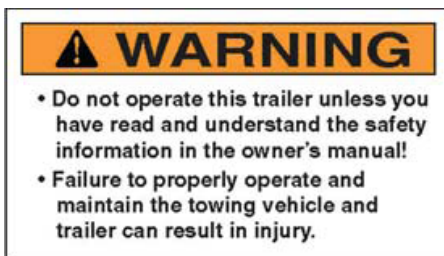 WARNING
• Do not operate this trailer unless you
have read and understand the safety
information in the owner's manual!
• Failure to properly operate and
maintain the towing vehicle and
trailer can result in injury.